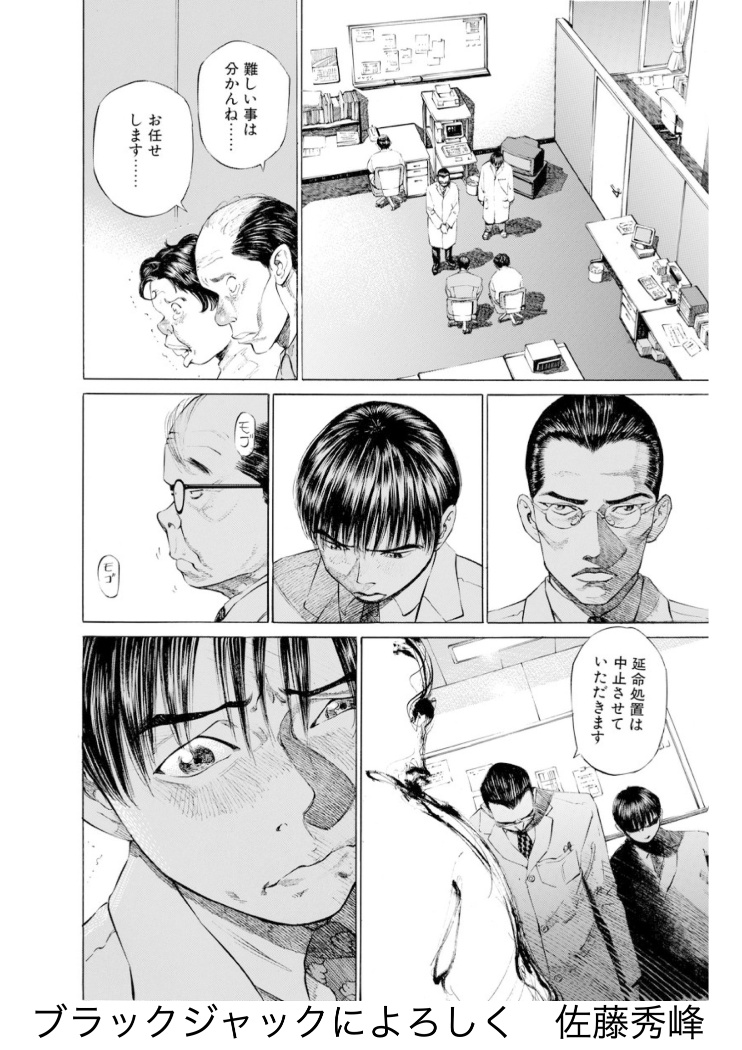 難しい事は
分かんね……
お任せ
します……
モゴ
モゴ
延命処置は
中止させて
いただきます
ブラックジャックによろしく　佐藤秀峰